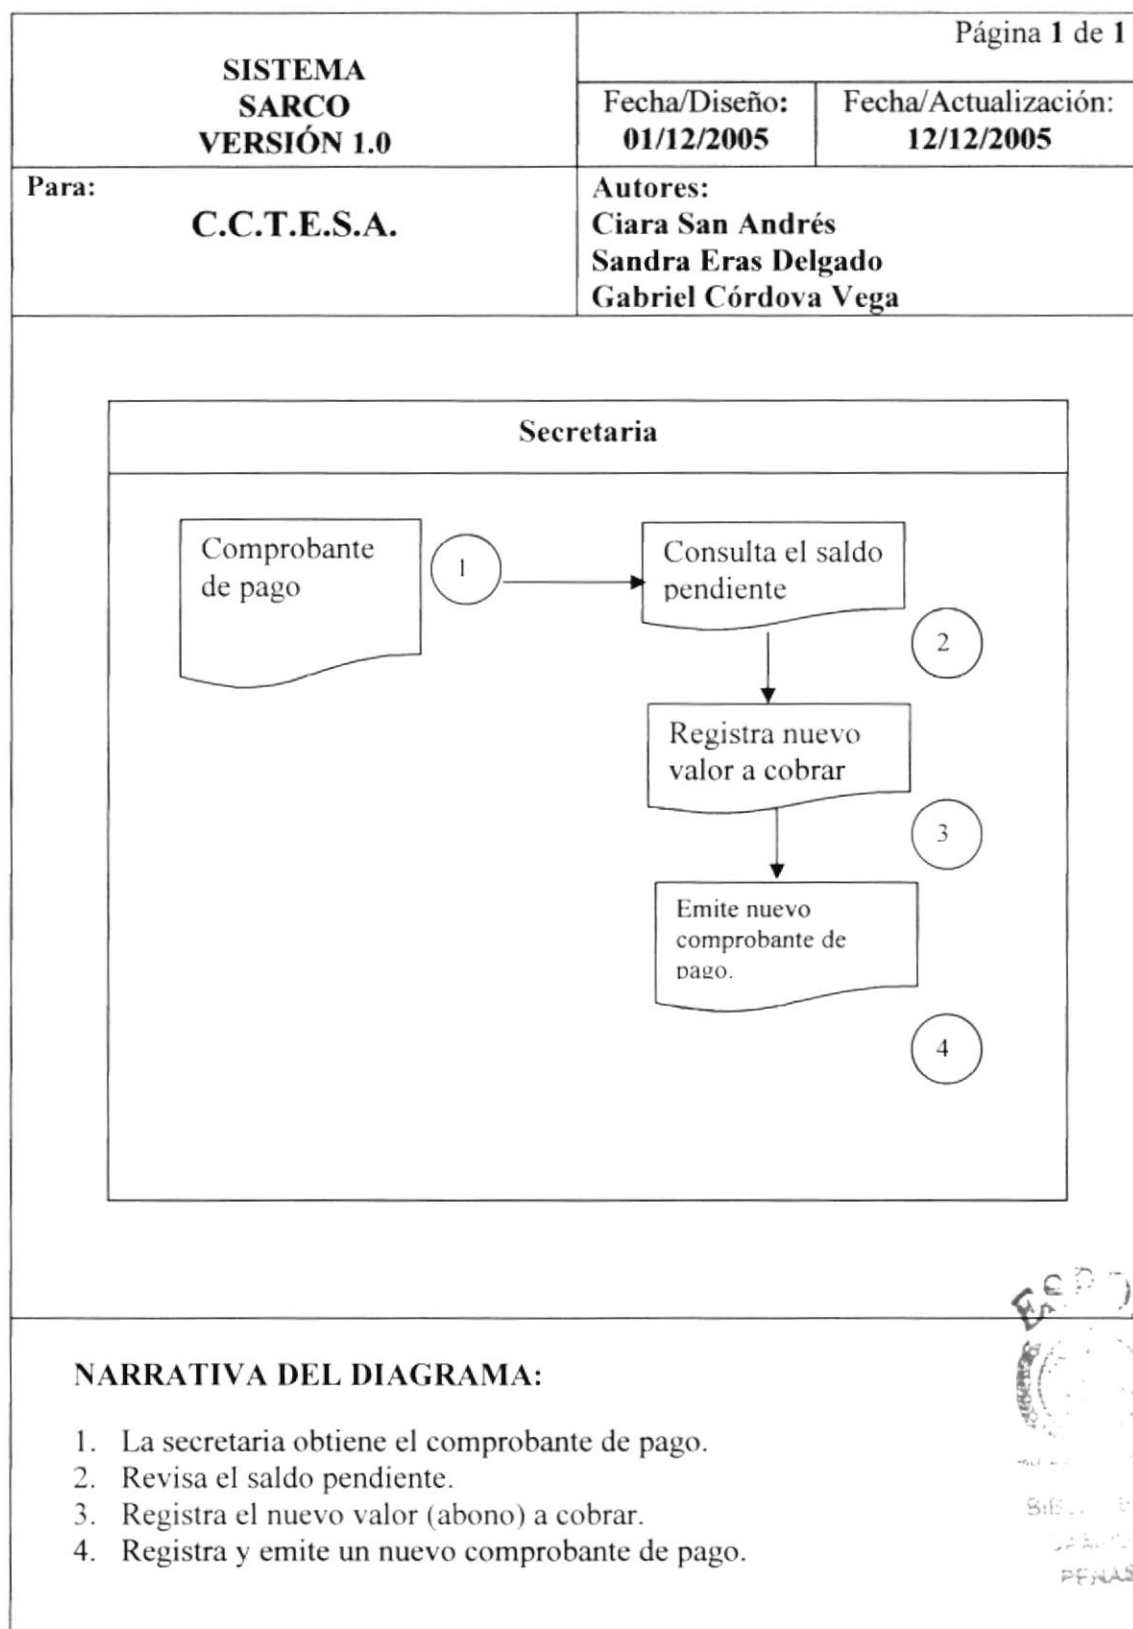 Página 1 de 1
SISTEMA
SARCO
VERSIÓN 1.0
Fecha/Diseño:
01/12/2005
Fecha/Actualización:
12/12/2005
Para:
C.C.T.E.S.A.
Autores:
Ciara San Andrés
Sandra Eras Delgado
Gabriel Córdova Vega
Secretaria
Comprobante
de pago
1
Consulta el saldo
pendiente
2
Registra nuevo
valor a cobrar
3
Emite nuevo
comprobante de
pago.
4
NARRATIVA DEL DIAGRAMA:
1. La secretaria obtiene el comprobante de pago.
2. Revisa el saldo pendiente.
3. Registra el nuevo valor (abono) a cobrar.
4. Registra y emite un nuevo comprobante de pago.